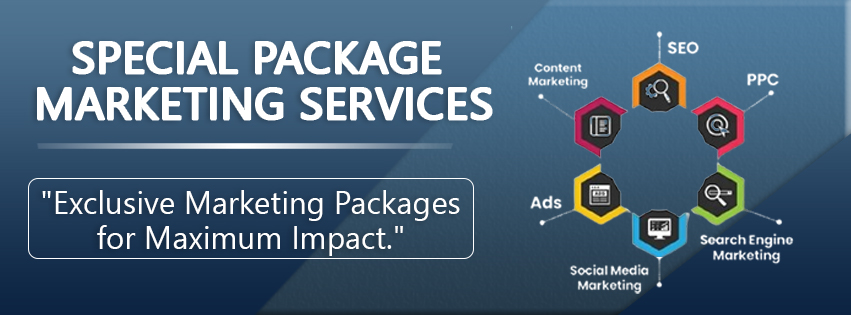 SPECIAL PACKAGE
MARKETING SERVICES
"Exclusive Marketing Packages
for Maximum Impact."
SEO
Content
Marketing
PPC
Ads
ADS
Search Engine
Marketing
Social Media
Marketing